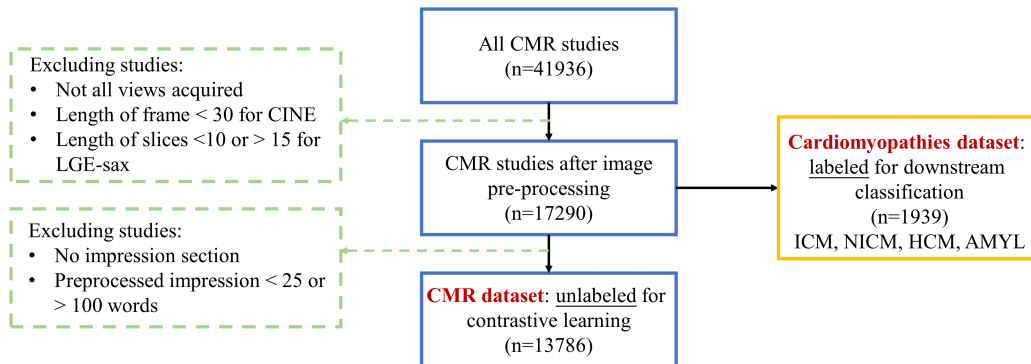 All CMR studies
(n=41936)
Excluding studies:
• Not all views acquired
• Length of frame < 30 for CINE
• Length of slices <10 or > 15 for
LGE-sax
CMR studies after image
pre-processing
(n=17290)
Cardiomyopathies dataset:
labeled for downstream
classification
(n=1939)
ICM, NICM, HCM, AMYL
Excluding studies:
• No impression section
• Preprocessed impression < 25 or
> 100 words
CMR dataset: unlabeled for
contrastive learning
(n=13786)